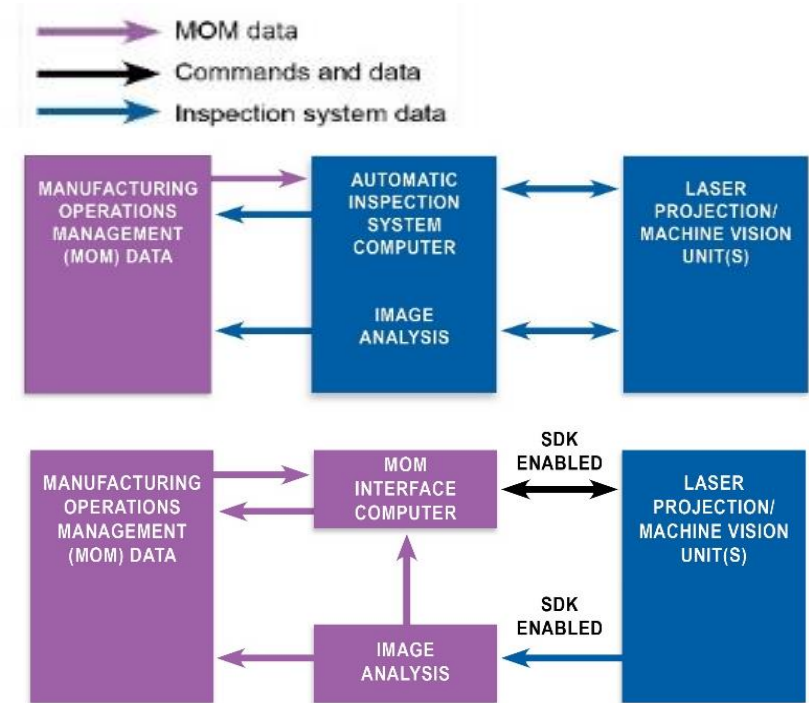 MOM data
Commands and data
Inspection system data
MANUFACTURING
OPERATIONS
MANAGEMENT
(MOM) DATA
AUTOMATIC
INSPECTION
SYSTEM
COMPUTER
IMAGE
ANALYSIS
LASER
PROJECTION/
MACHINE VISION
UNIT(S)
MANUFACTURING
OPERATIONS
MANAGEMENT
(MOM) DATA
MOM
INTERFACE
COMPUTER
SDK
ENABLED
LASER
PROJECTION/
MACHINE VISION
UNIT(S)
IMAGE
ANALYSIS
SDK
ENABLED